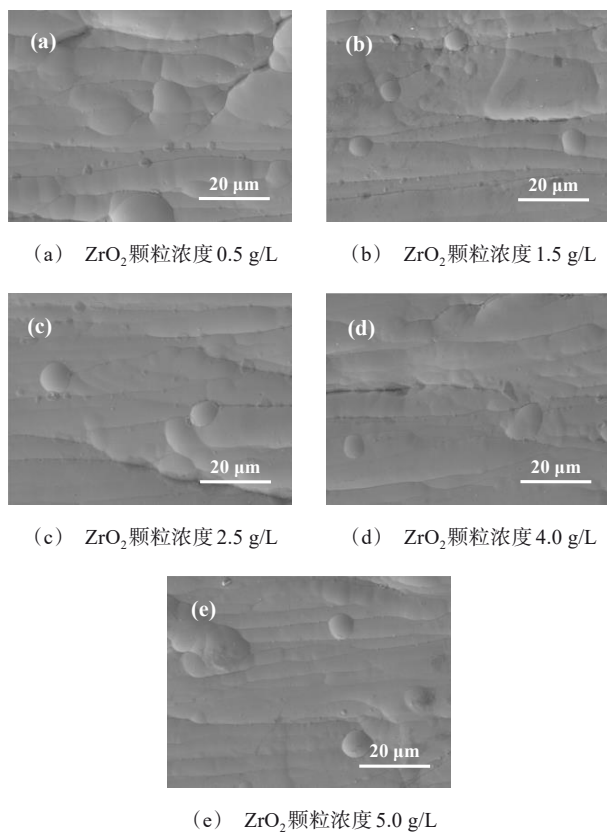 (a)
20 μm
(b)
20 μm
(a) ZrO₂颗粒浓度0.5 g/L
(b) ZrO₂颗粒浓度1.5 g/L
(c)
20 μm
(d)
20 μm
(c) ZrO₂颗粒浓度2.5 g/L
(d) ZrO₂颗粒浓度4.0 g/L
(e)
20 μm
(e) ZrO₂颗粒浓度5.0 g/L